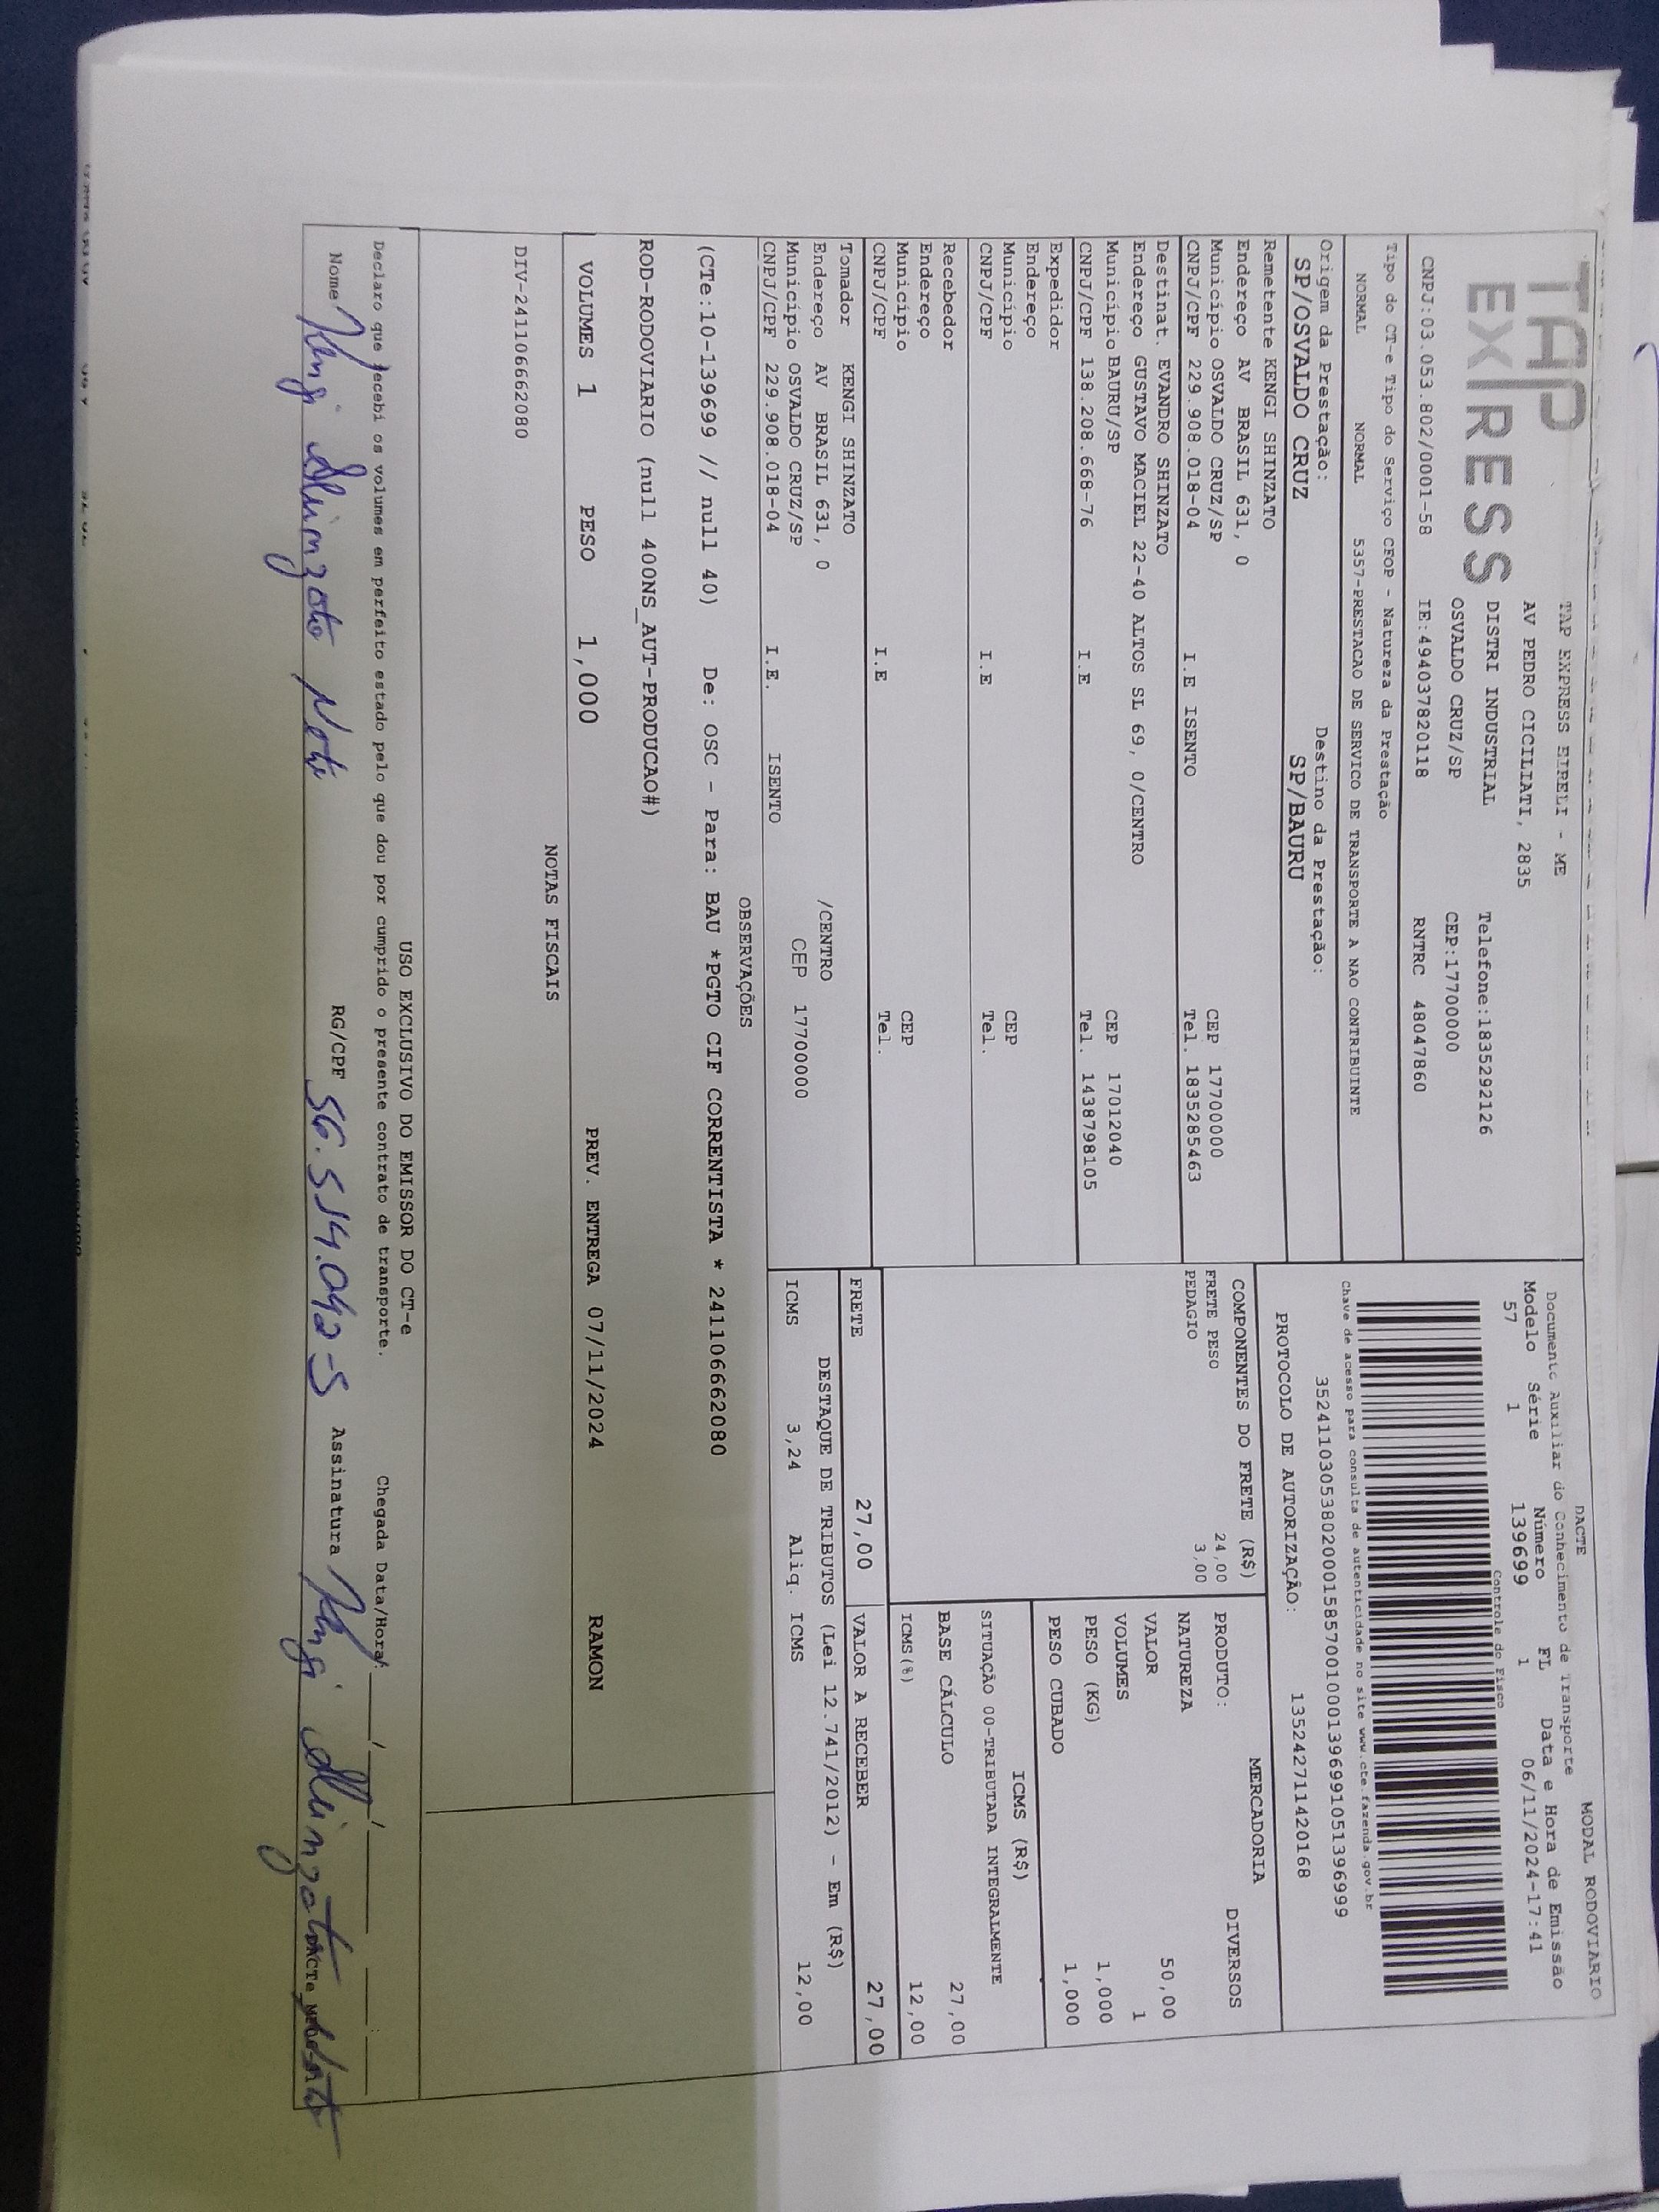 TAP
EXPRESS
TAP EXPRESS EIRELI - ME
AV PEDRO CICILIATI, 2835
DISTRI INDUSTRIAL
Telefone:1835292126
OSVALDO CRUZ/SP
CEP:17700000
CNPJ:03.053.802/0001-58 IE:494037820118 RNTRC 48047860
DACTE
MODAL RODOVIARIO
Documento Auxiliar do Conhecimento de Transporte
Modelo Série Número FL Data e Hora de Emissão
57 1 139699 1 06/11/2024-17:41
Controle do Fisco
Chave de acesso para consulta de autenticidade no site www.cte.fazenda.gov.br
35241103053802000158570010001396991051396999
PROTOCOLO DE AUTORIZAÇÃO: 135242711420168
Tipo do CT-e Tipo do Serviço CFOP - Natureza da Prestação
NORMAL NORMAL 5357-PRESTACAO DE SERVICO DE TRANSPORTE A NAO CONTRIBUINTE
Origem da Prestação: Destino da Prestação:
SP/OSVALDO CRUZ SP/BAURU
Remetente KENGI SHINZATO
Endereço AV BRASIL 631, 0
Município OSVALDO CRUZ/SP CEP 17700000
CNPJ/CPF 229.908.018-04 I.E ISENTO Tel. 1835285463
Destinat. EVANDRO SHINZATO
Endereço GUSTAVO MACIEL 22-40 ALTOS SL 69, 0/CENTRO
Município BAURU/SP CEP 17012040
CNPJ/CPF 138.208.668-76 I.E Tel. 1438798105
Expedidor
Endereço
Município CEP
CNPJ/CPF I.E Tel.
Recebedor
Endereço
Município CEP
CNPJ/CPF I.E Tel.
Tomador KENGI SHINZATO
Endereço AV BRASIL 631, 0 /CENTRO
Município OSVALDO CRUZ/SP CEP 17700000
CNPJ/CPF 229.908.018-04 I.E. ISENTO
COMPONENTES DO FRETE (R$)
FRETE PESO 24,00
PEDAGIO 3,00
MERCADORIA
PRODUTO: DIVERSOS
NATUREZA
VALOR 50,00
VOLUMES 1
PESO (KG) 1,000
PESO CUBADO 1,000
ICMS (R$)
SITUAÇÃO 00-TRIBUTADA INTEGRALMENTE
BASE CÁLCULO 27,00
ICMS(%) 12,00
FRETE 27,00 VALOR A RECEBER 27,00
DESTAQUE DE TRIBUTOS (Lei 12.741/2012) - Em (R$)
ICMS 3,24 Aliq. ICMS 12,00
OBSERVAÇÕES
(CTe:10-139699 // null 40) De: OSC - Para: BAU *PGTO CIF CORRENTISTA * 241106662080
ROD-RODOVIARIO (null 400NS_AUT-PRODUCAO#)
VOLUMES 1 PESO 1,000 PREV. ENTREGA 07/11/2024 RAMON
NOTAS FISCAIS
DIV-241106662080
USO EXCLUSIVO DO EMISSOR DO CT-e
Declaro que recebi os volumes em perfeito estado pelo que dou por cumprido o presente contrato de transporte. Chegada Data/Hora: ___/___/_____ ___:___
Nome Kengi Shinzato Neto RG/CPF 56.514.042-5 Assinatura Kengi Shinzato